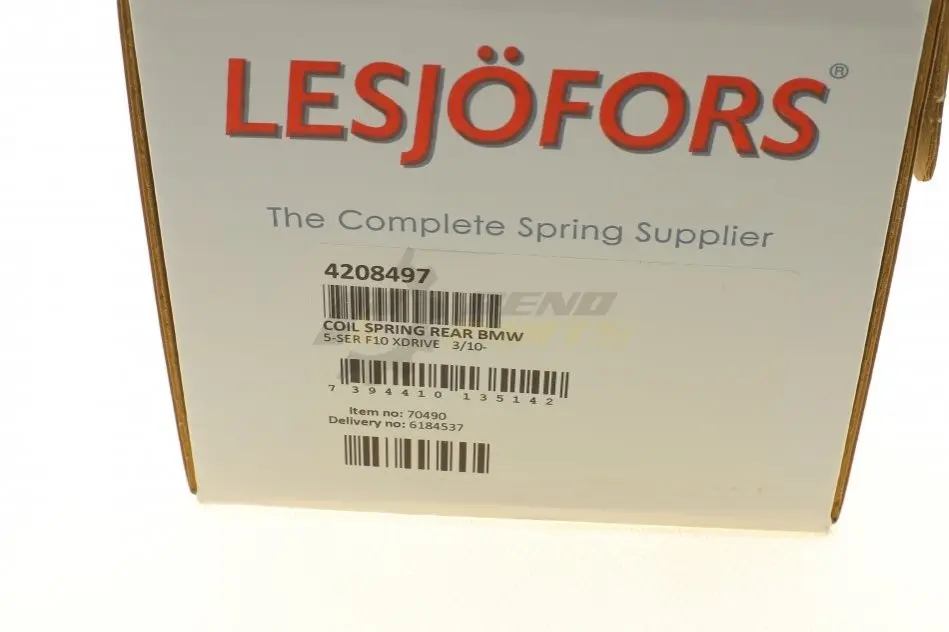 LESJÖFORS®
The Complete Spring Supplier
4208497
COIL SPRING REAR BMW
5-SER F10 XDRIVE 3/10-
7 394410 135142
Item no: 70490
Delivery no: 6184537